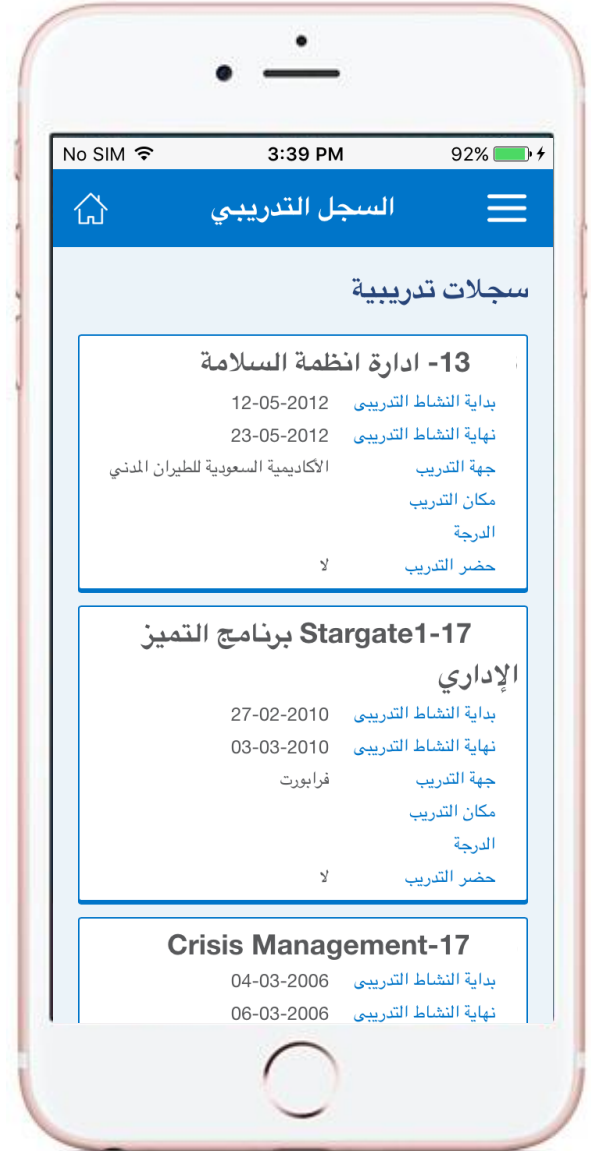 No SIM 3:39 PM 92%
السجل التدريبي
سجلات تدريبية
13- ادارة انظمة السلامة
بداية النشاط التدريبى 12-05-2012
نهاية النشاط التدريبى 23-05-2012
جهة التدريب الأكاديمية السعودية للطيران المدني
مكان التدريب
الدرجة
حضر التدريب لا
Stargate1-17 برنامج التميز
الإداري
بداية النشاط التدريبى 27-02-2010
نهاية النشاط التدريبى 03-03-2010
جهة التدريب فرابورت
مكان التدريب
الدرجة
حضر التدريب لا
Crisis Management-17
بداية النشاط التدريبى 04-03-2006
نهاية النشاط التدريبى 06-03-2006